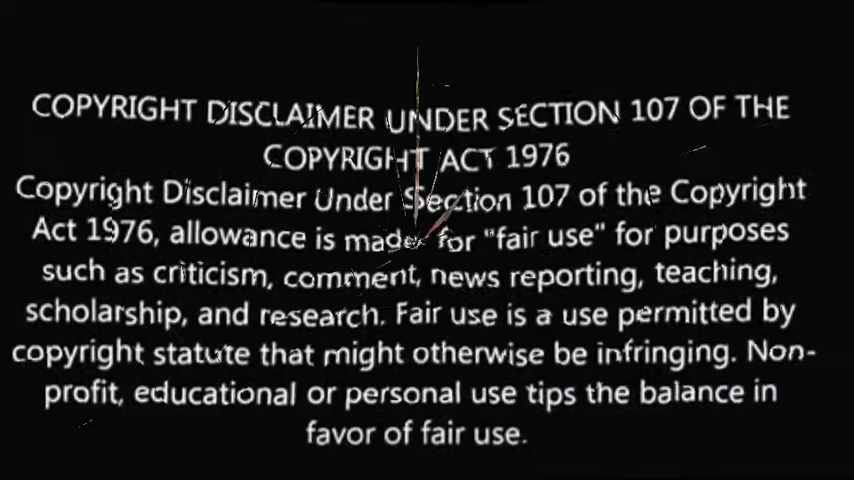 COPYRIGHT DISCLAIMER UNDER SECTION 107 OF THE
COPYRIGHT ACT 1976
Copyright Disclaimer Under Section 107 of the Copyright
Act 1976, allowance is made for "fair use" for purposes
such as criticism, comment, news reporting, teaching,
scholarship, and research. Fair use is a use permitted by
copyright statute that might otherwise be infringing. Non-
profit, educational or personal use tips the balance in
favor of fair use.